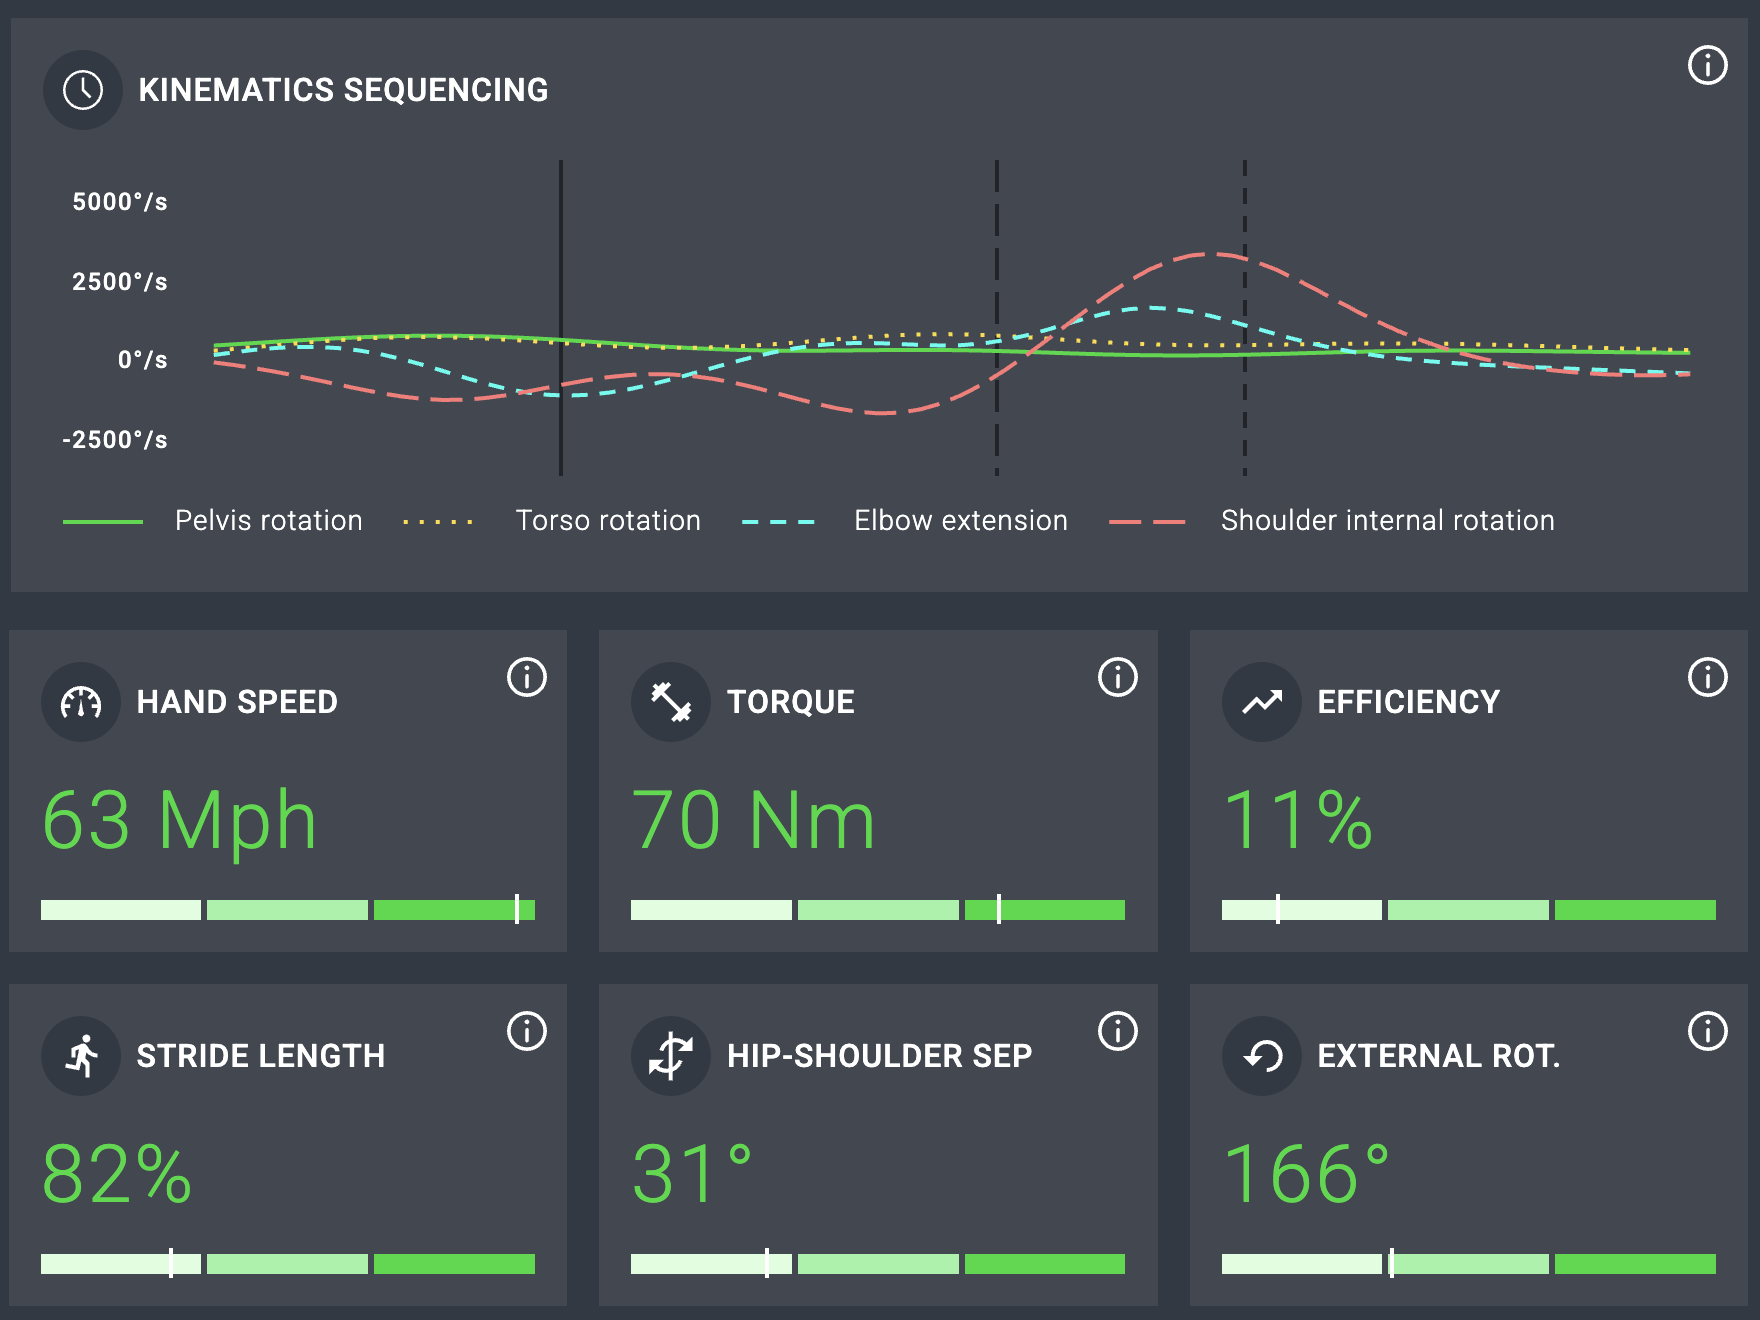 KINEMATICS SEQUENCING
5000°/s
2500°/s
0°/s
-2500°/s
Pelvis rotation Torso rotation Elbow extension Shoulder internal rotation
HAND SPEED
63 Mph
TORQUE
70 Nm
EFFICIENCY
11%
STRIDE LENGTH
82%
HIP-SHOULDER SEP
31°
EXTERNAL ROT.
166°